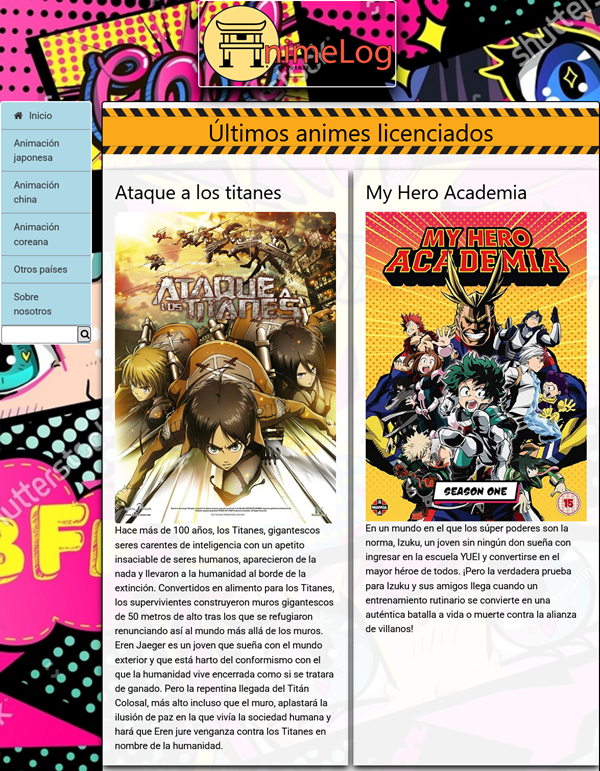 AnimeLog
shutterstock
Inicio
Animación
japonesa
Animación
china
Animación
coreana
Otros países
Sobre
nosotros
Últimos animes licenciados
Ataque a los titanes
ATAQUE
A LOS TITANES
Hace más de 100 años, los Titanes, gigantescos
seres carentes de inteligencia con un apetito
insaciable de seres humanos, aparecieron de la
nada y llevaron a la humanidad al borde de la
extinción. Convertidos en alimento para los Titanes,
los supervivientes construyeron muros gigantescos
de 50 metros de alto tras los que se refugiaron
renunciando así al mundo más allá de los muros.
Eren Jaeger es un joven que sueña con el mundo
exterior y que está harto del conformismo con el
que la humanidad vive encerrada como si se tratara
de ganado. Pero la repentina llegada del Titán
Colosal, más alto incluso que el muro, aplastará la
ilusión de paz en la que vivía la sociedad humana y
hará que Eren jure venganza contra los Titanes en
nombre de la humanidad.
My Hero Academia
MY HERO
ACADEMIA
SEASON ONE
MANGA
15
En un mundo en el que los súper poderes son la
norma, Izuku, un joven sin ningún don sueña con
ingresar en la escuela YUEI y convertirse en el
mayor héroe de todos. ¡Pero la verdadera prueba
para Izuku y sus amigos llega cuando un
entrenamiento rutinario se convierte en una
auténtica batalla a vida o muerte contra la alianza
de villanos!